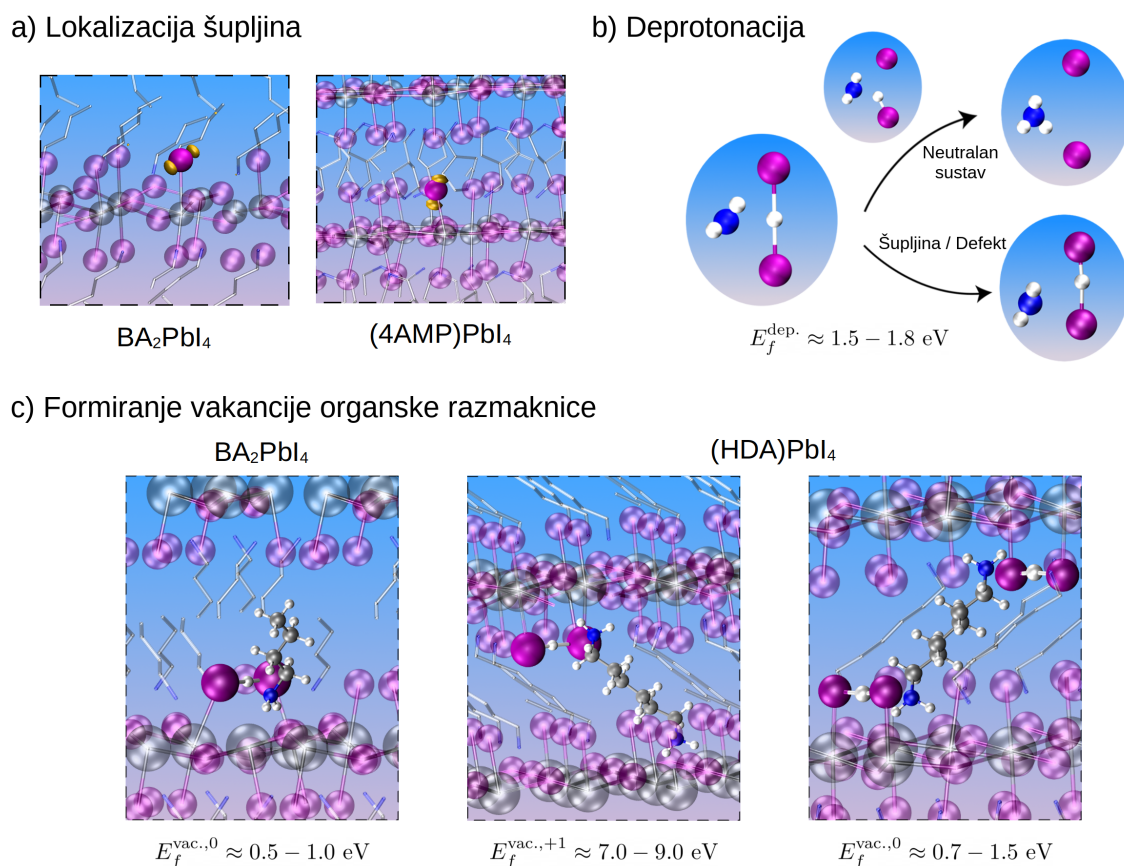 a) Lokalizacija šupljina
b) Deprotonacija
BA₂PbI₄
(4AMP)PbI₄
Neutralan
sustav
Šupljina / Defekt
E_f^{dep.} ≈ 1.5 − 1.8 eV
c) Formiranje vakancije organske razmaknice
BA₂PbI₄
(HDA)PbI₄
E_f^{vac.,0} ≈ 0.5 − 1.0 eV
E_f^{vac.,+1} ≈ 7.0 − 9.0 eV
E_f^{vac.,0} ≈ 0.7 − 1.5 eV